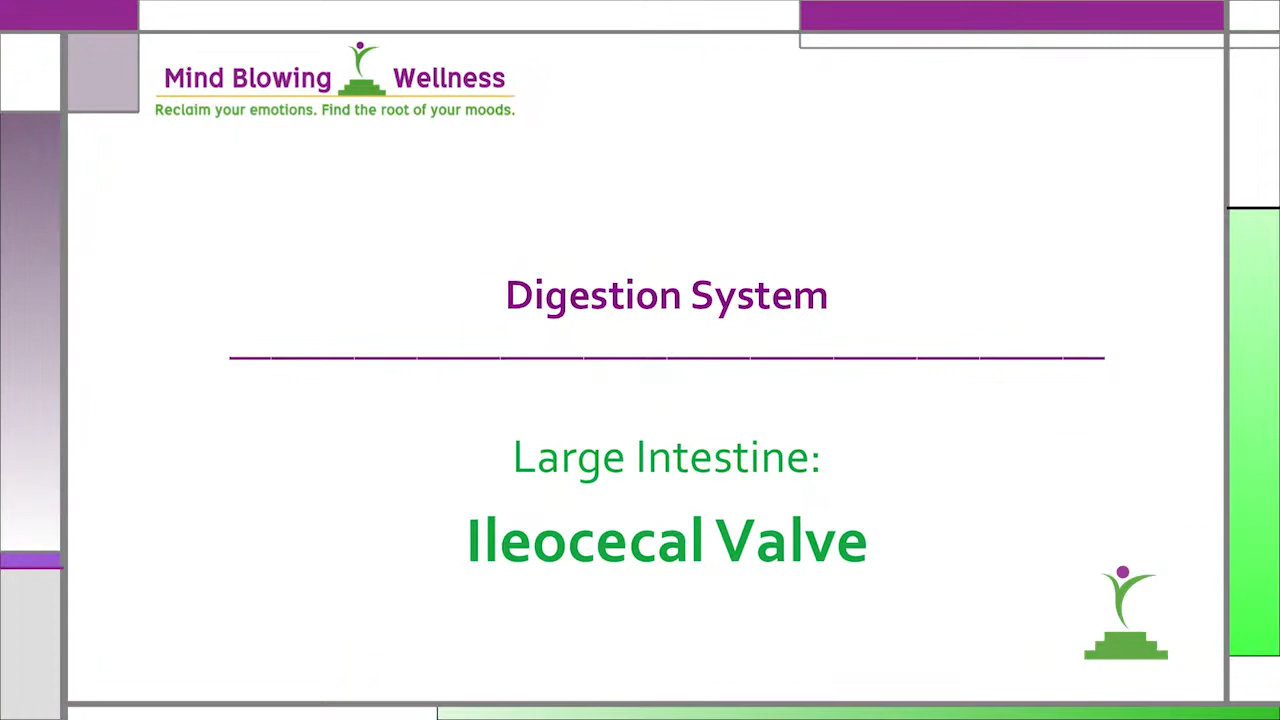 Mind Blowing Wellness
Reclaim your emotions. Find the root of your moods.
Digestion System
Large Intestine:
Ileocecal Valve